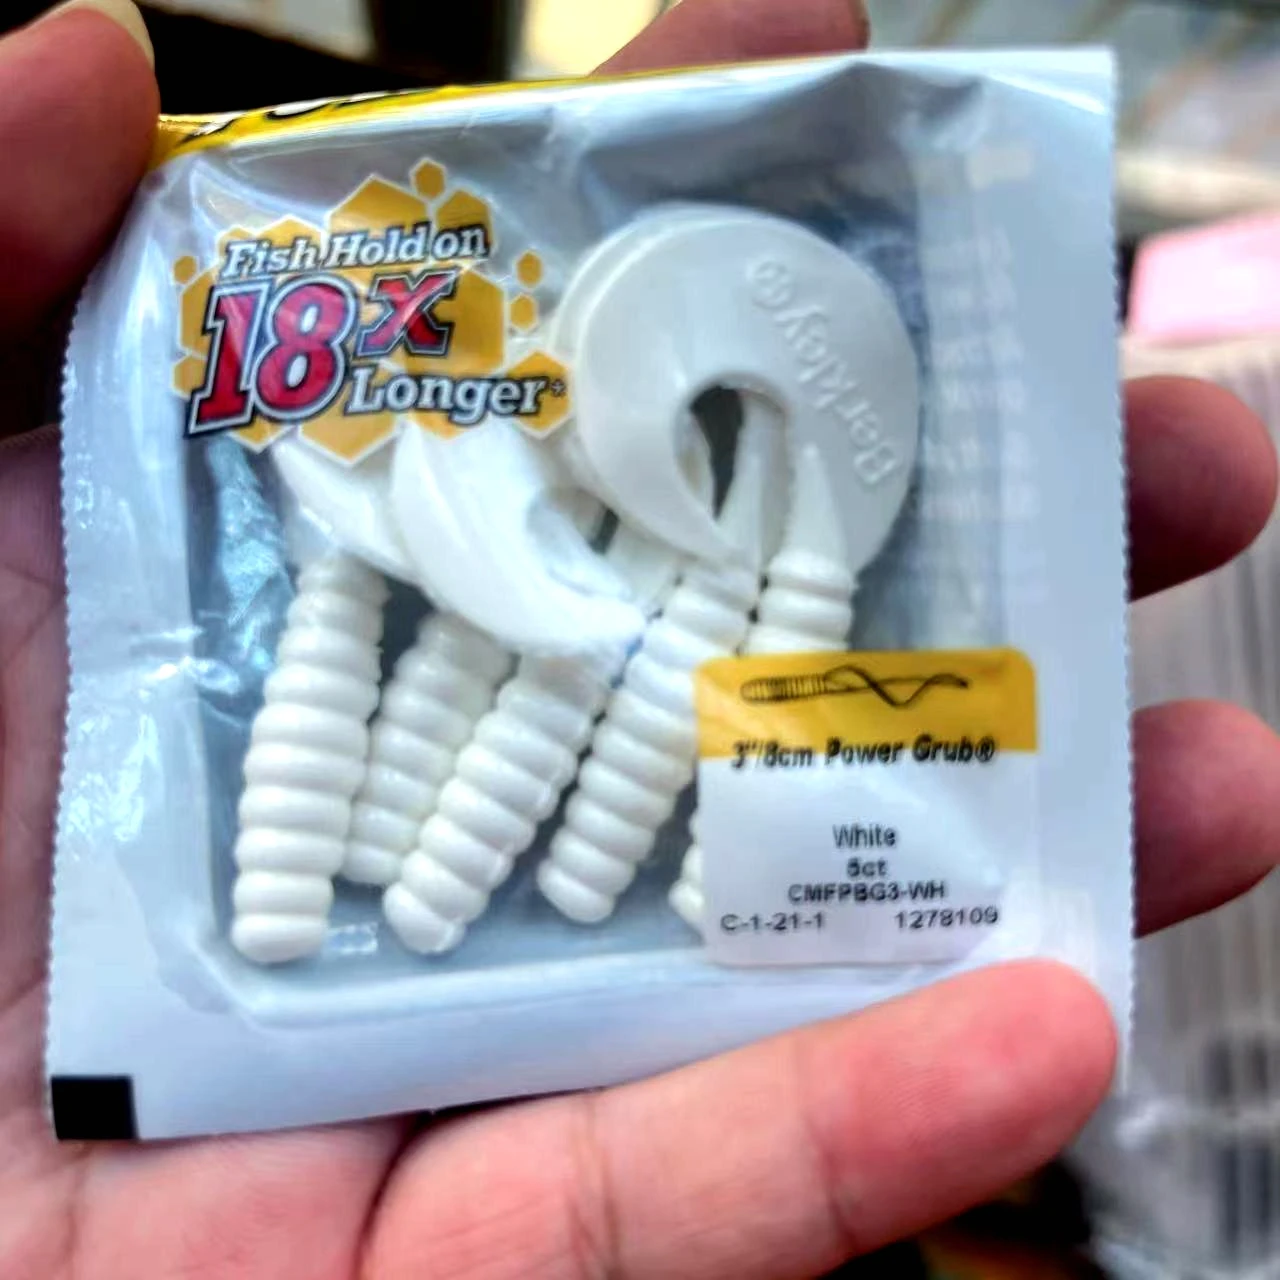 Fish Hold on
18X
Longer*
Berkley®
3"/8cm Power Grub®
White
5ct
CMFPBG3-WH
C-1-21-1 1278109